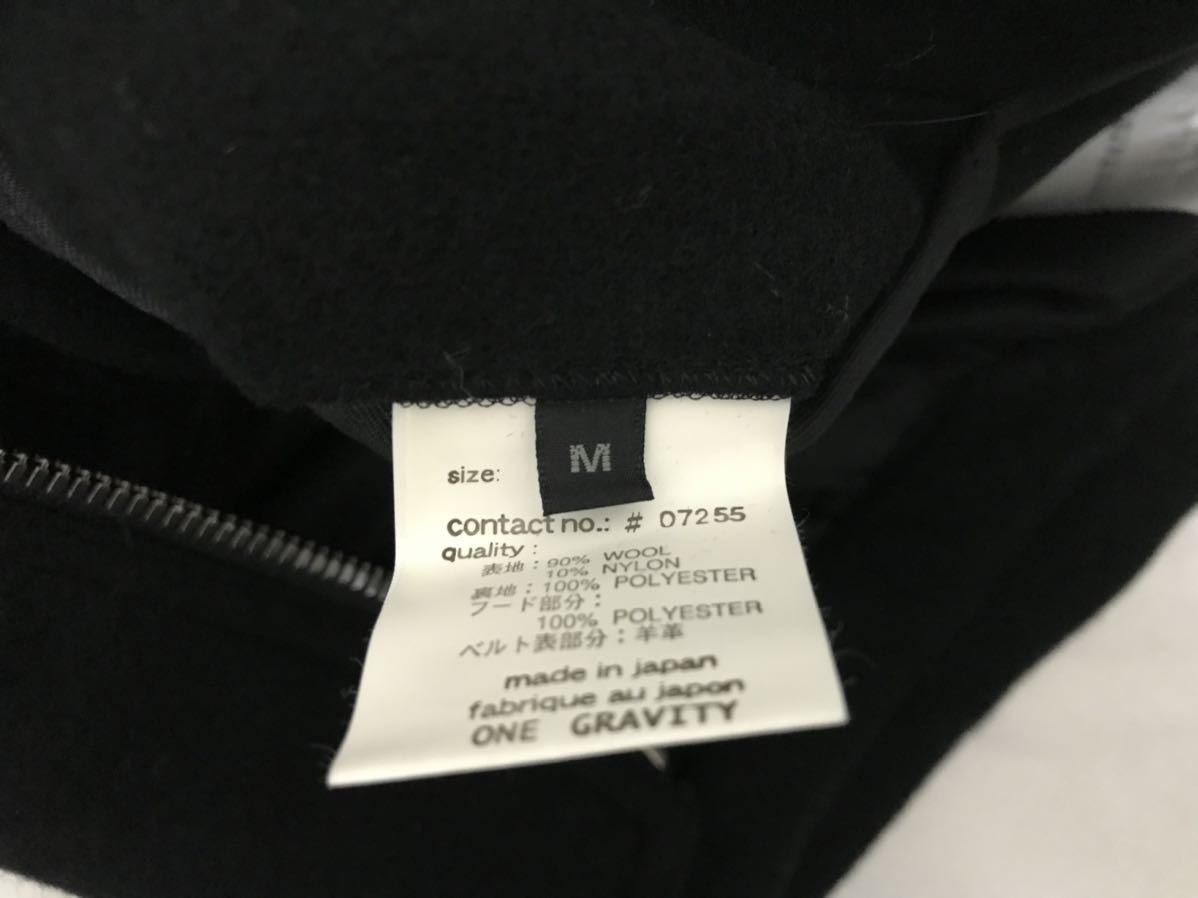 size: M
contact no.: # 07255
quality :
表地 : 90% WOOL
10% NYLON
裏地 : 100% POLYESTER
フード部分 :
100% POLYESTER
ベルト表部分 : 羊革
made in japan
fabrique au japon
ONE GRAVITY